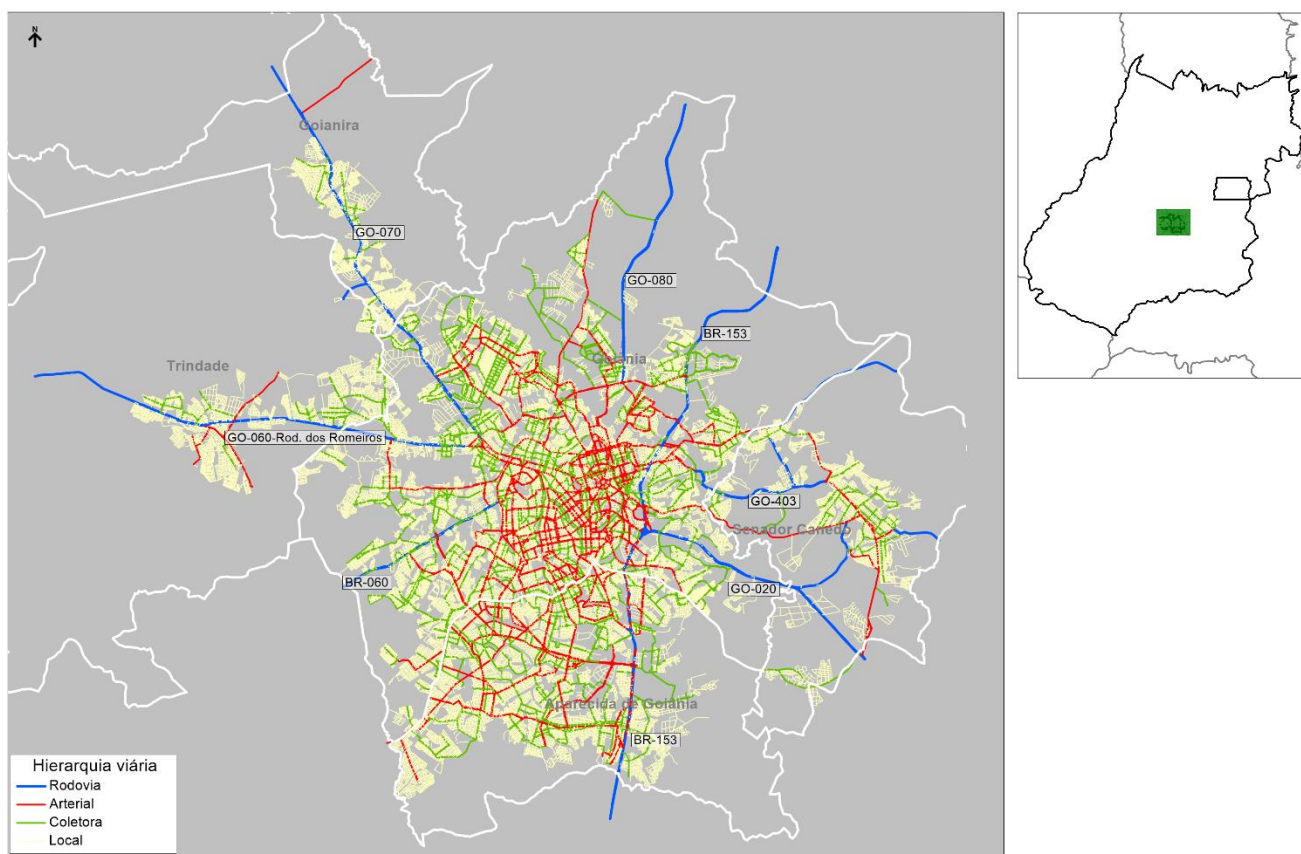 N
Goianira
GO-070
GO-080
BR-153
Trindade
Goiânia
GO-060-Rod. dos Romeiros
GO-403
Senador Canedo
BR-060
GO-020
Aparecida de Goiânia
BR-153
Hierarquia viária
Rodovia
Arterial
Coletora
Local